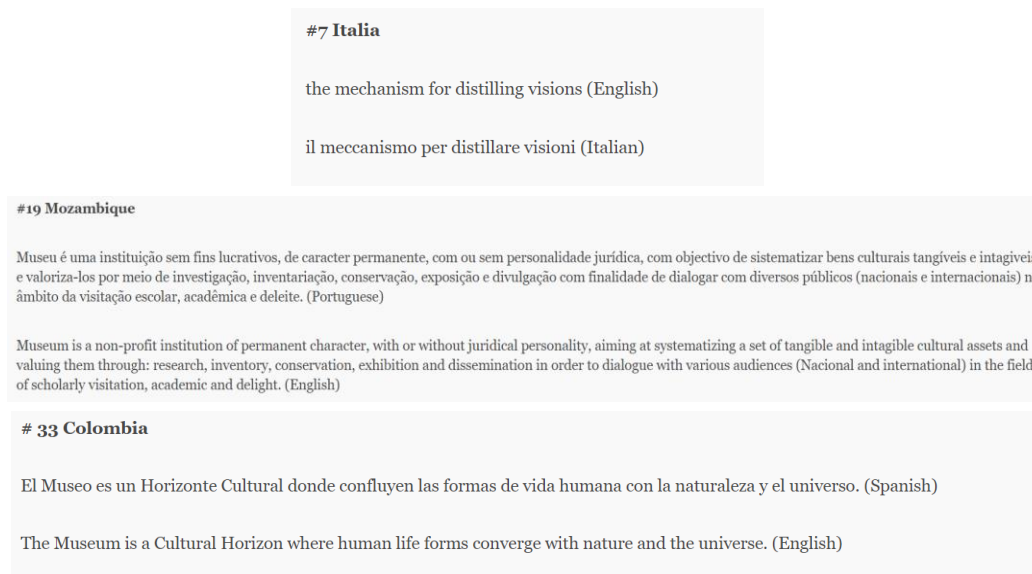 #7 Italia
the mechanism for distilling visions (English)
il meccanismo per distillare visioni (Italian)
#19 Mozambique
Museu é uma instituição sem fins lucrativos, de caracter permanente, com ou sem personalidade jurídica, com objectivo de sistematizar bens culturais tangíveis e intagiveis
e valoriza-los por meio de investigação, inventariação, conservação, exposição e divulgação com finalidade de dialogar com diversos públicos (nacionais e internacionais) n
âmbito da visitação escolar, acadêmica e deleite. (Portuguese)
Museum is a non-profit institution of permanent character, with or without juridical personality, aiming at systematizing a set of tangible and intagible cultural assets and
valuing them through: research, inventory, conservation, exhibition and dissemination in order to dialogue with various audiences (Nacional and international) in the field
of scholarly visitation, academic and delight. (English)
# 33 Colombia
El Museo es un Horizonte Cultural donde confluyen las formas de vida humana con la naturaleza y el universo. (Spanish)
The Museum is a Cultural Horizon where human life forms converge with nature and the universe. (English)